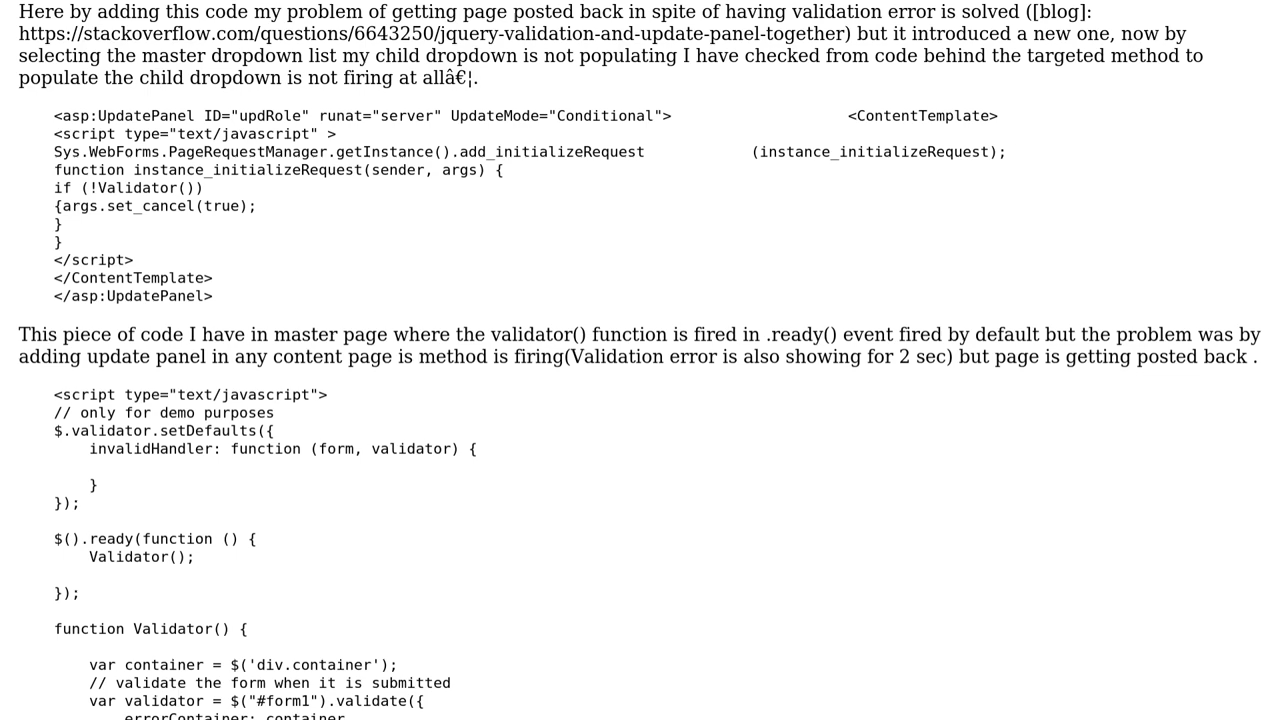 Here by adding this code my problem of getting page posted back in spite of having validation error is solved ([blog]:
https://stackoverflow.com/questions/6643250/jquery-validation-and-update-panel-together) but it introduced a new one, now by
selecting the master dropdown list my child dropdown is not populating I have checked from code behind the targeted method to
populate the child dropdown is not firing at allâ€¦.
<asp:UpdatePanel ID="updRole" runat="server" UpdateMode="Conditional">                    <ContentTemplate>
<script type="text/javascript" >
Sys.WebForms.PageRequestManager.getInstance().add_initializeRequest            (instance_initializeRequest);
function instance_initializeRequest(sender, args) {
if (!Validator())
{args.set_cancel(true);
}
}
</script>
</ContentTemplate>
</asp:UpdatePanel>
This piece of code I have in master page where the validator() function is fired in .ready() event fired by default but the problem was by
adding update panel in any content page is method is firing(Validation error is also showing for 2 sec) but page is getting posted back .
<script type="text/javascript">
// only for demo purposes
$.validator.setDefaults({
    invalidHandler: function (form, validator) {
    }
});
$().ready(function () {
    Validator();
});
function Validator() {
    var container = $('div.container');
    // validate the form when it is submitted
    var validator = $("#form1").validate({
        errorContainer: container,